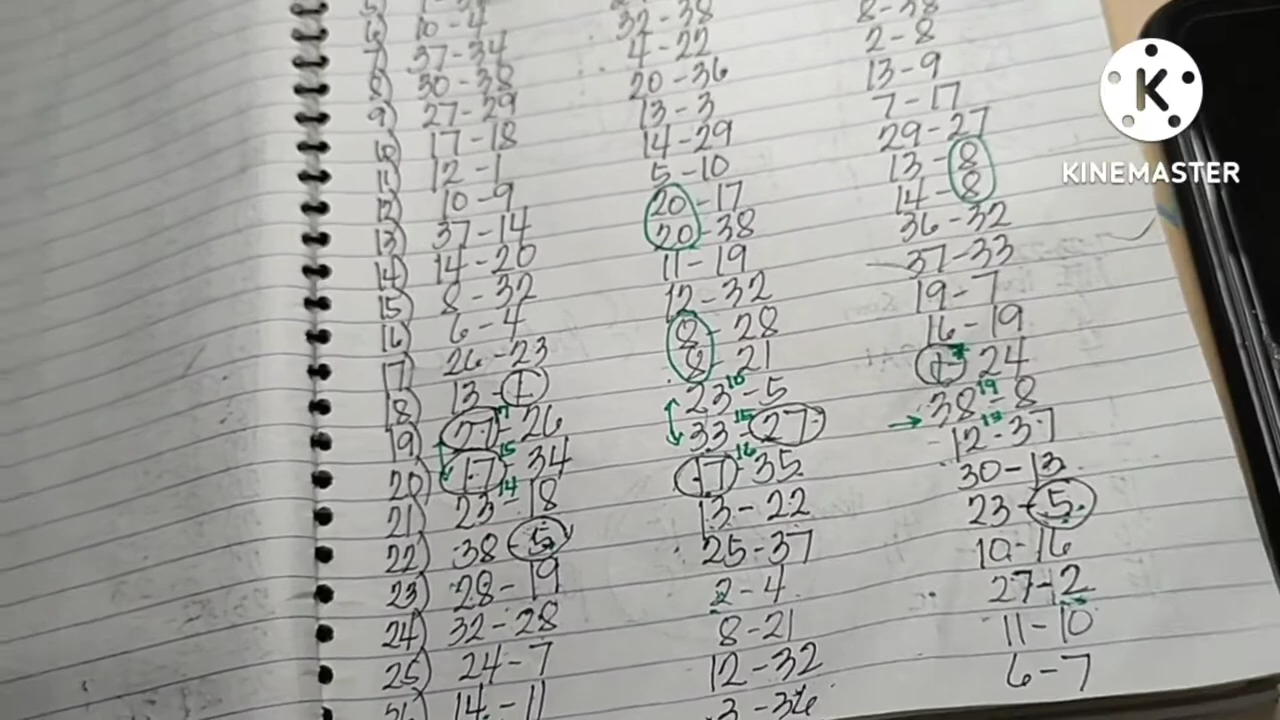 6) 10-4 32-38 8-38
7) 37-34 4-22 2-8
8) 30-38 20-36 13-9
9) 27-29 13-3 7-17
10) 17-18 14-29 29-27
11) 12-1 5-10 13-8
12) 10-9 20-17 14-8
13) 37-14 20-38 36-32
14) 14-20 11-19 37-33
15) 8-32 12-32 19-7
16) 6-4 8-28 16-19
17) 26-23 8-21 24
18) 13-1 23-5 38-8
19) 27-26 33-27 12-37
20) 17-34 17-35 30-13
21) 23-18 13-22 23-5
22) 38-5 25-37 10-16
23) 28-19 2-4 27-12
24) 32-28 8-21 11-10
25) 24-7 12-32 6-7
26) 14-11 3-36
K
KINEMASTER